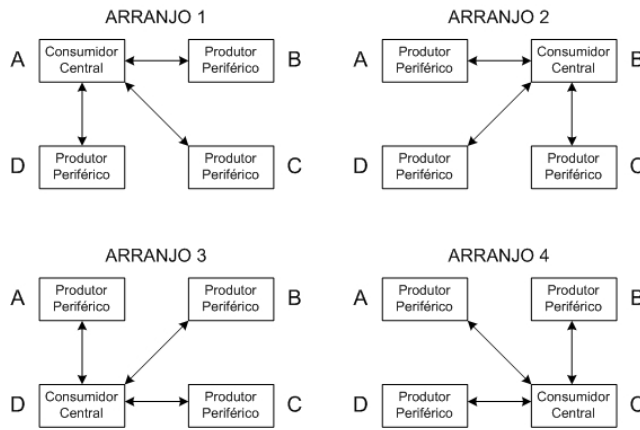 ARRANJO 1
A
Consumidor
Central
Produtor
Periférico
B
D
Produtor
Periférico
Produtor
Periférico
C
ARRANJO 2
A
Produtor
Periférico
Consumidor
Central
B
D
Produtor
Periférico
Produtor
Periférico
C
ARRANJO 3
A
Produtor
Periférico
Produtor
Periférico
B
D
Consumidor
Central
Produtor
Periférico
C
ARRANJO 4
A
Produtor
Periférico
Produtor
Periférico
B
D
Produtor
Periférico
Consumidor
Central
C